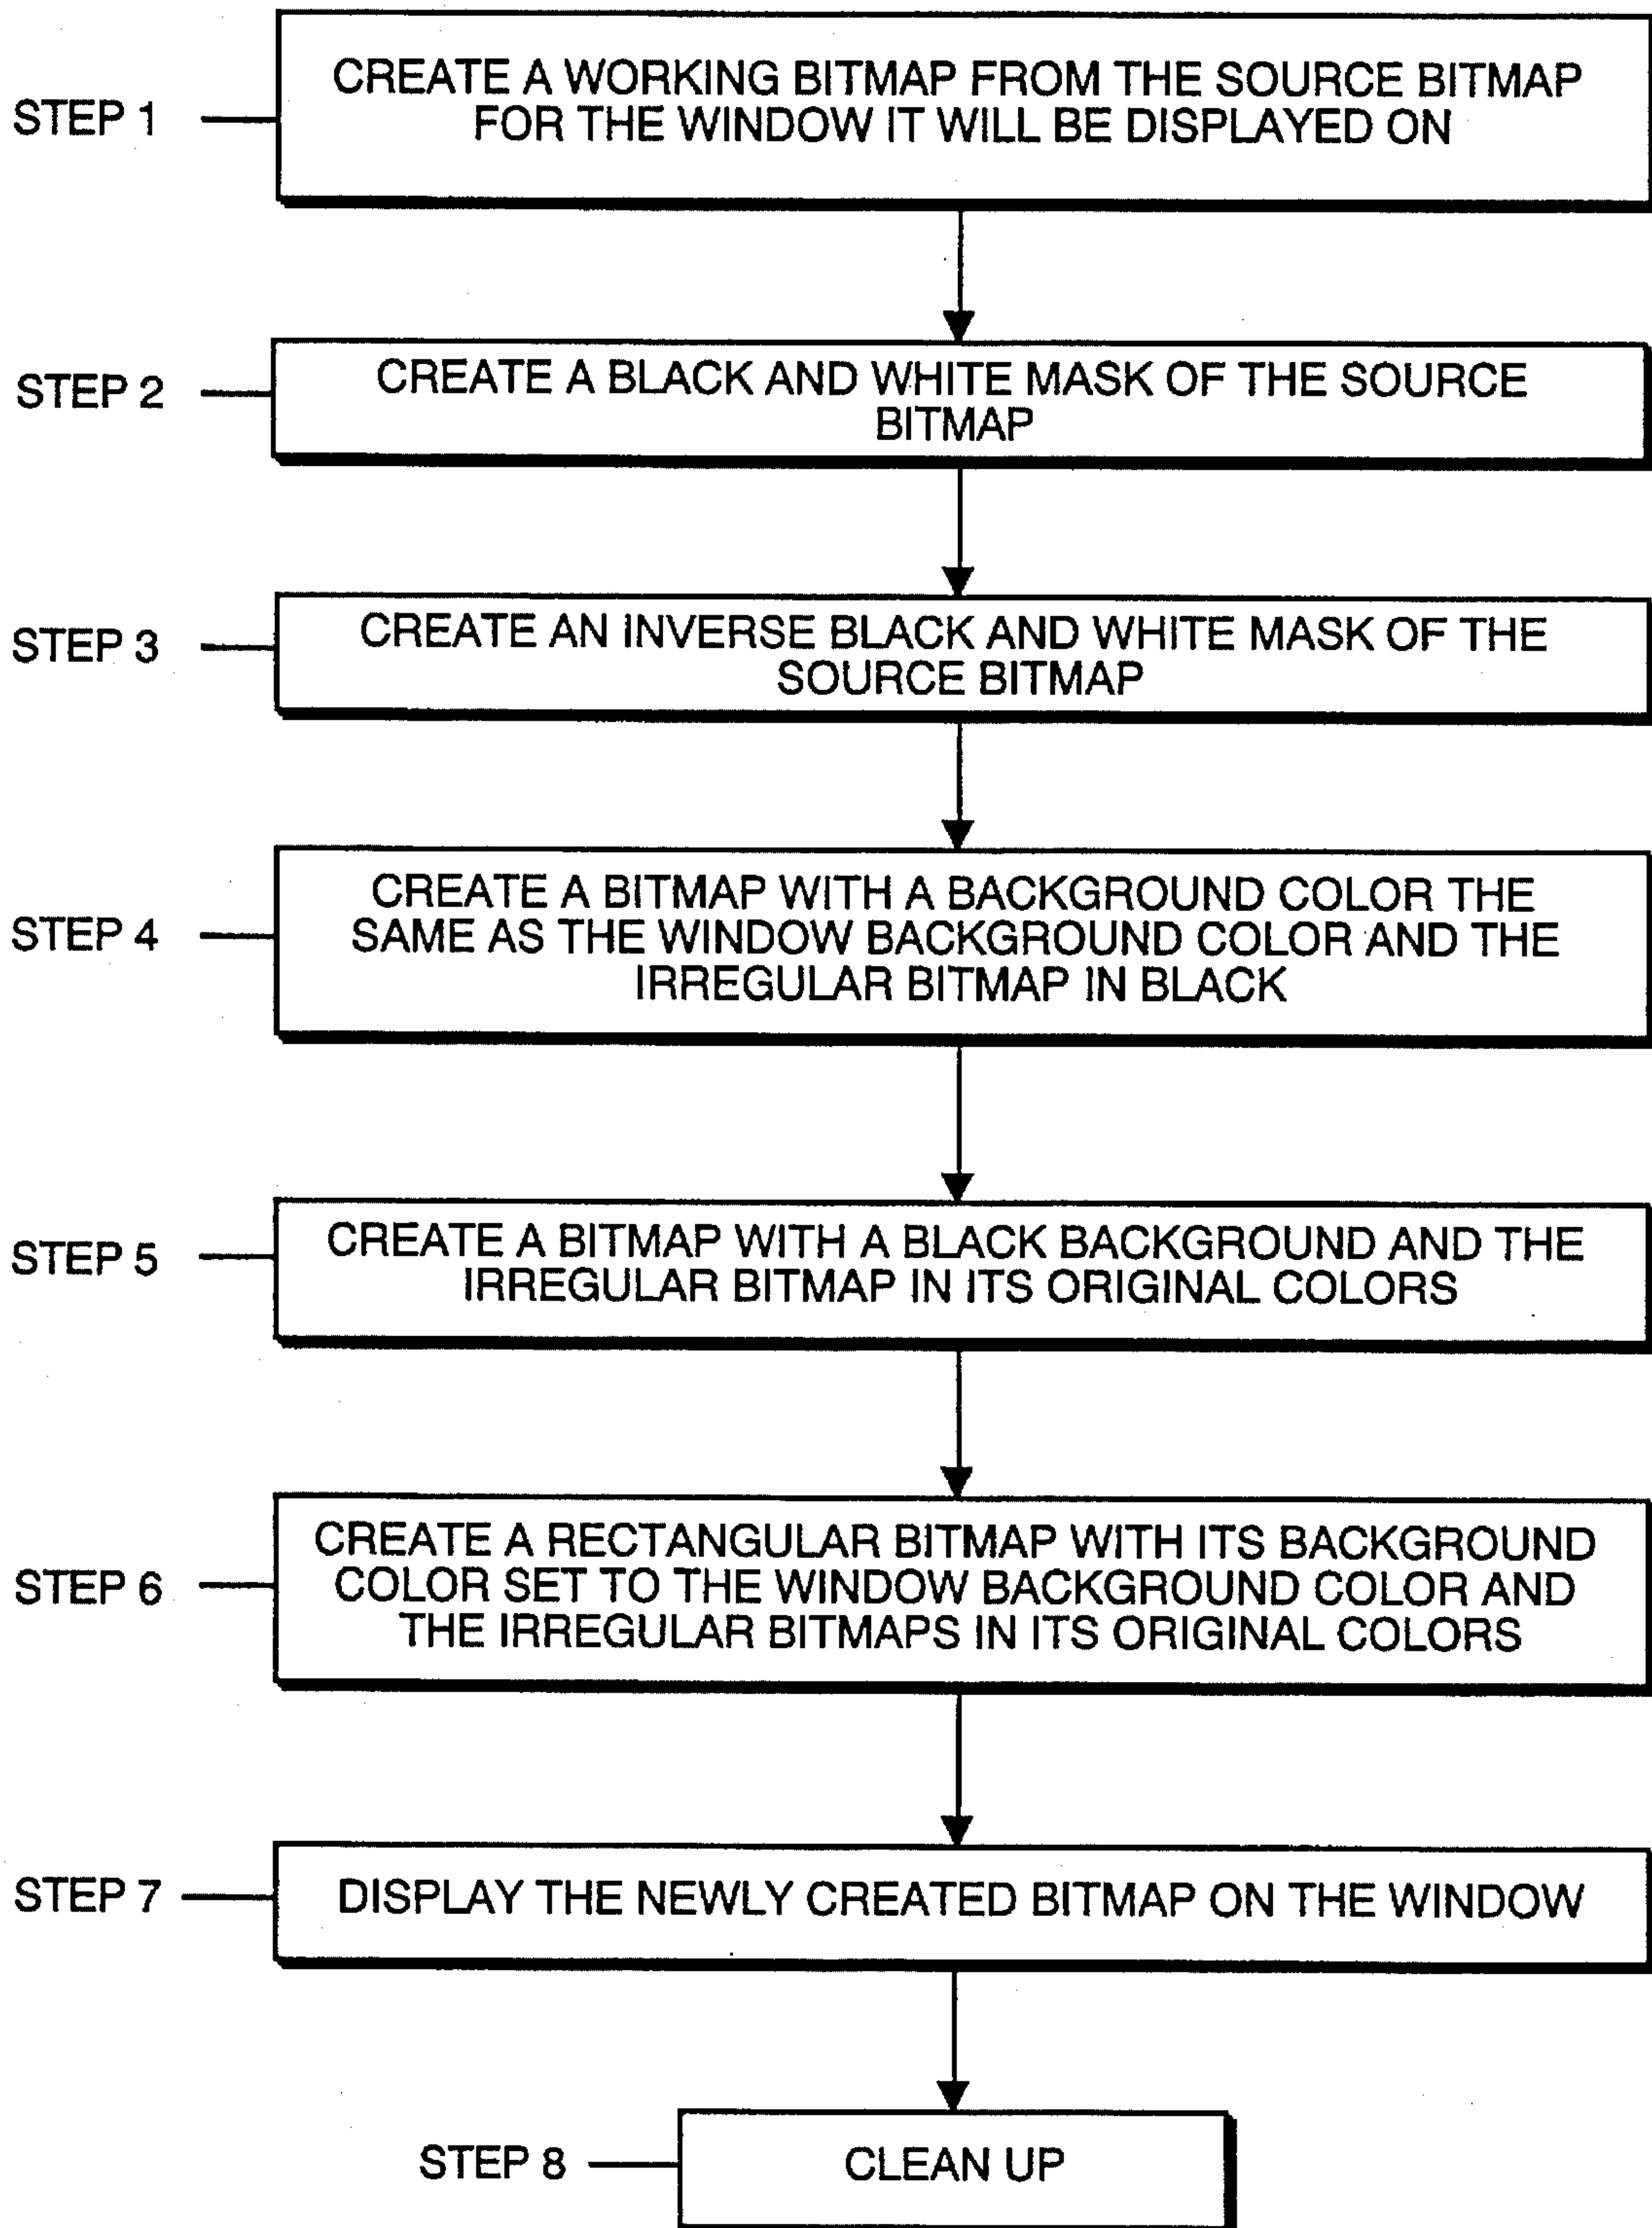 STEP 1
CREATE A WORKING BITMAP FROM THE SOURCE BITMAP
FOR THE WINDOW IT WILL BE DISPLAYED ON
STEP 2
CREATE A BLACK AND WHITE MASK OF THE SOURCE
BITMAP
STEP 3
CREATE AN INVERSE BLACK AND WHITE MASK OF THE
SOURCE BITMAP
STEP 4
CREATE A BITMAP WITH A BACKGROUND COLOR THE
SAME AS THE WINDOW BACKGROUND COLOR AND THE
IRREGULAR BITMAP IN BLACK
STEP 5
CREATE A BITMAP WITH A BLACK BACKGROUND AND THE
IRREGULAR BITMAP IN ITS ORIGINAL COLORS
STEP 6
CREATE A RECTANGULAR BITMAP WITH ITS BACKGROUND
COLOR SET TO THE WINDOW BACKGROUND COLOR AND
THE IRREGULAR BITMAPS IN ITS ORIGINAL COLORS
STEP 7
DISPLAY THE NEWLY CREATED BITMAP ON THE WINDOW
STEP 8
CLEAN UP